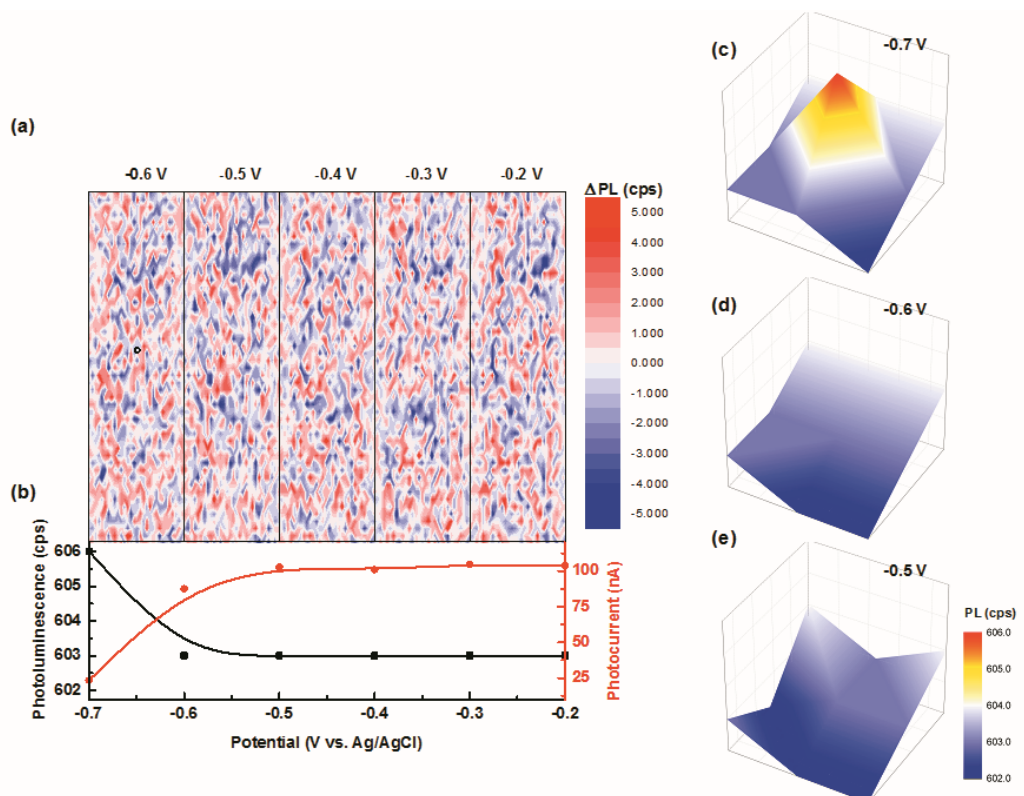 (a)
-0.6 V -0.5 V -0.4 V -0.3 V -0.2 V
Δ PL (cps)
5.000
4.000
3.000
2.000
1.000
0.000
-1.000
-2.000
-3.000
-4.000
-5.000
(b)
Photoluminescence (cps)
606
605
604
603
602
100
75
50
25
Photocurrent (nA)
-0.7 -0.6 -0.5 -0.4 -0.3 -0.2
Potential (V vs. Ag/AgCl)
(c)
-0.7 V
(d)
-0.6 V
(e)
-0.5 V
PL (cps)
606.0
605.0
604.0
603.0
602.0